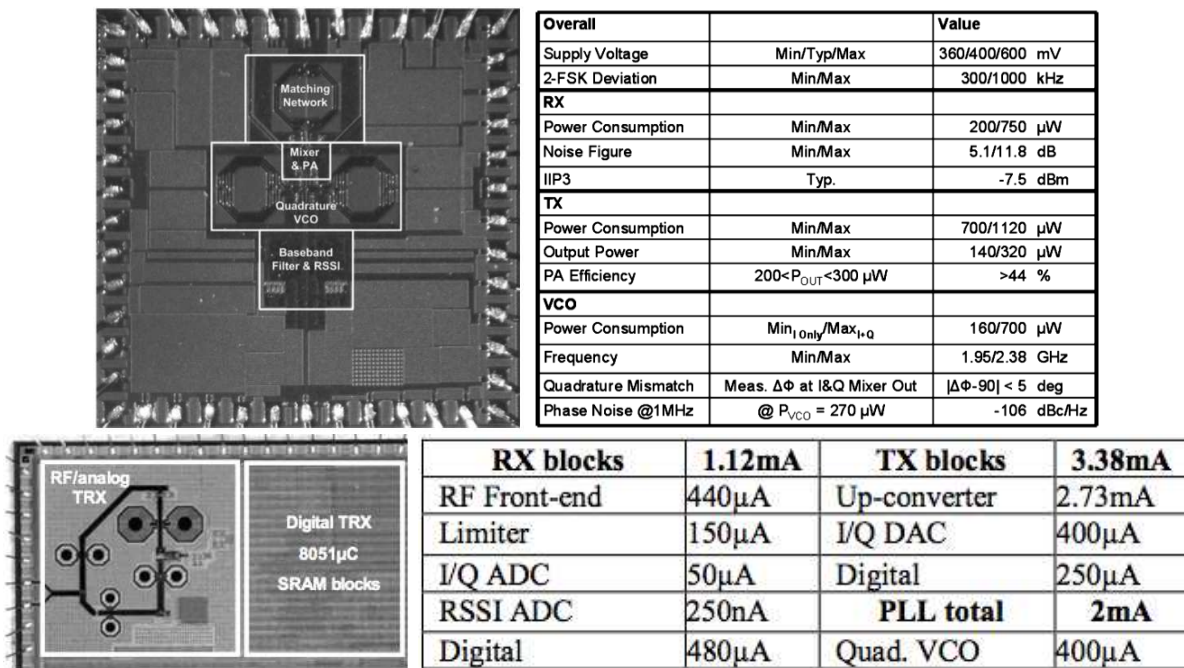 Matching
Network
Mixer
& PA
Quadrature
VCO
Baseband
Filter & RSSI
Overall Value
Supply Voltage Min/Typ/Max 360/400/600 mV
2-FSK Deviation Min/Max 300/1000 kHz
RX
Power Consumption Min/Max 200/750 µW
Noise Figure Min/Max 5.1/11.8 dB
IIP3 Typ. -7.5 dBm
TX
Power Consumption Min/Max 700/1120 µW
Output Power Min/Max 140/320 µW
PA Efficiency 200<POUT<300 µW >44 %
VCO
Power Consumption MinI Only/MaxI+Q 160/700 µW
Frequency Min/Max 1.95/2.38 GHz
Quadrature Mismatch Meas. ΔΦ at I&Q Mixer Out |ΔΦ-90| < 5 deg
Phase Noise @1MHz @ PVCO = 270 µW -106 dBc/Hz
RF/analog
TRX
Digital TRX
8051µC
SRAM blocks
RX blocks 1.12mA TX blocks 3.38mA
RF Front-end 440µA Up-converter 2.73mA
Limiter 150µA I/Q DAC 400µA
I/Q ADC 50µA Digital 250µA
RSSI ADC 250nA PLL total 2mA
Digital 480µA Quad. VCO 400µA